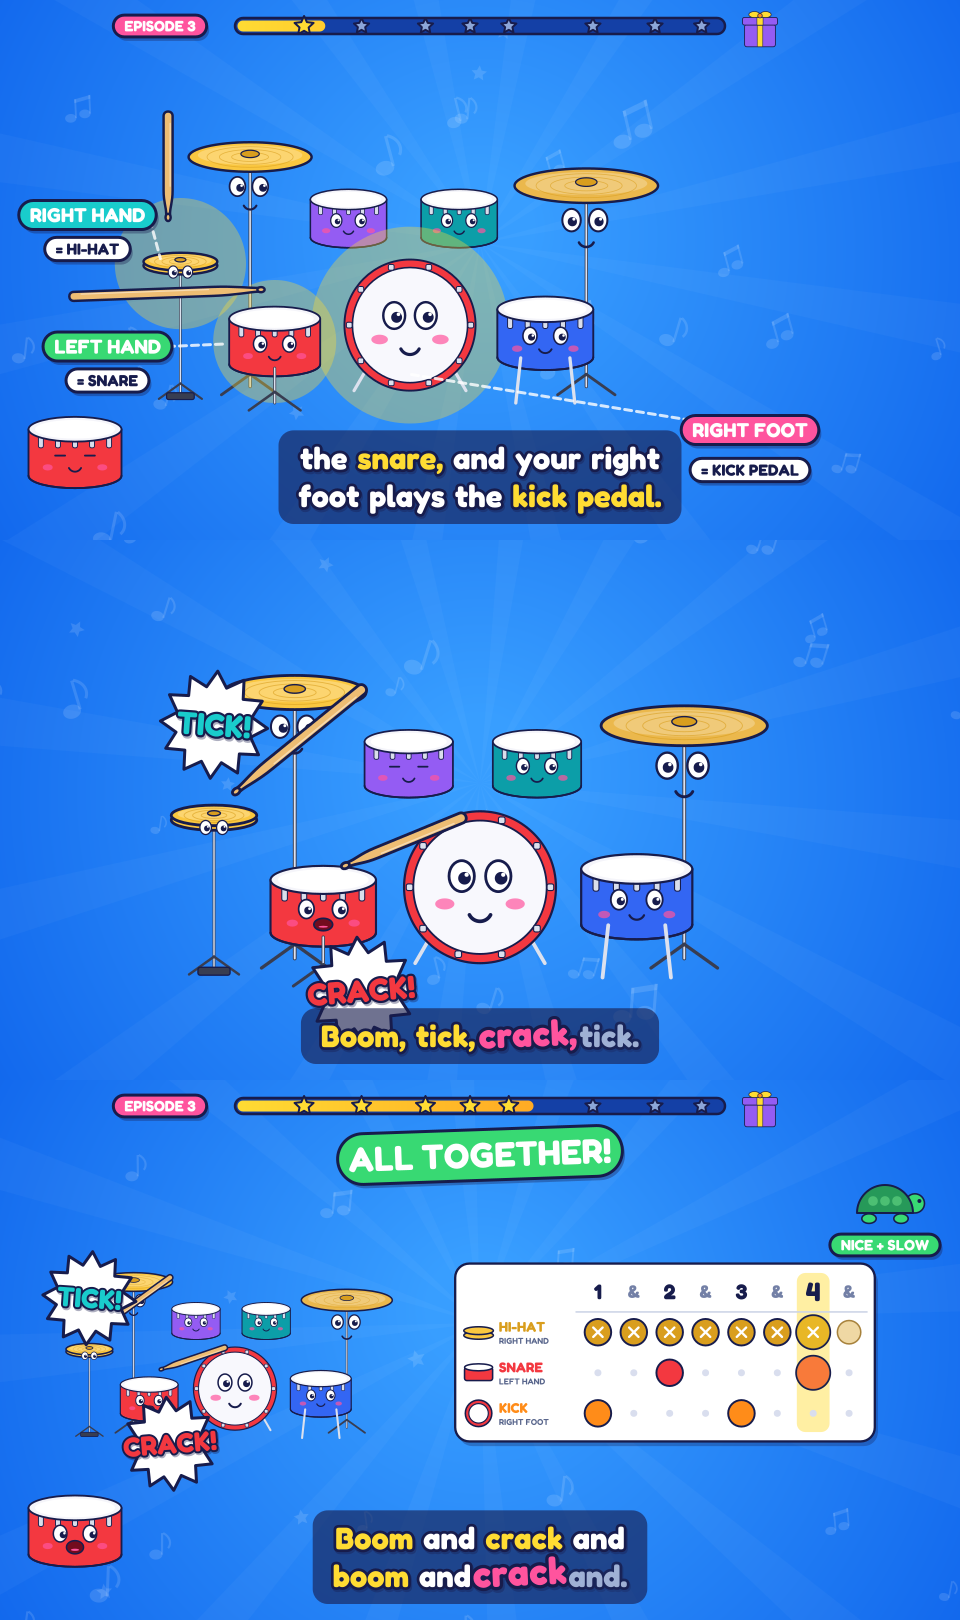 EPISODE 3
RIGHT HAND
= HI-HAT
LEFT HAND
= SNARE
RIGHT FOOT
= KICK PEDAL
the snare, and your right
foot plays the kick pedal.
TICK!
CRACK!
Boom, tick, crack, tick.
EPISODE 3
ALL TOGETHER!
NICE + SLOW
TICK!
CRACK!
1 & 2 & 3 & 4 &
HI-HAT
RIGHT HAND
SNARE
LEFT HAND
KICK
RIGHT FOOT
Boom and crack and
boom and crack and.